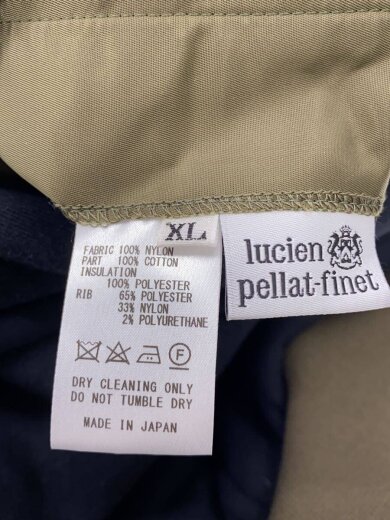 XL
FABRIC 100% NYLON
PART 100% COTTON
INSULATION
100% POLYESTER
RIB 65% POLYESTER
33% NYLON
2% POLYURETHANE
F
DRY CLEANING ONLY
DO NOT TUMBLE DRY
MADE IN JAPAN
lucien
pellat-finet